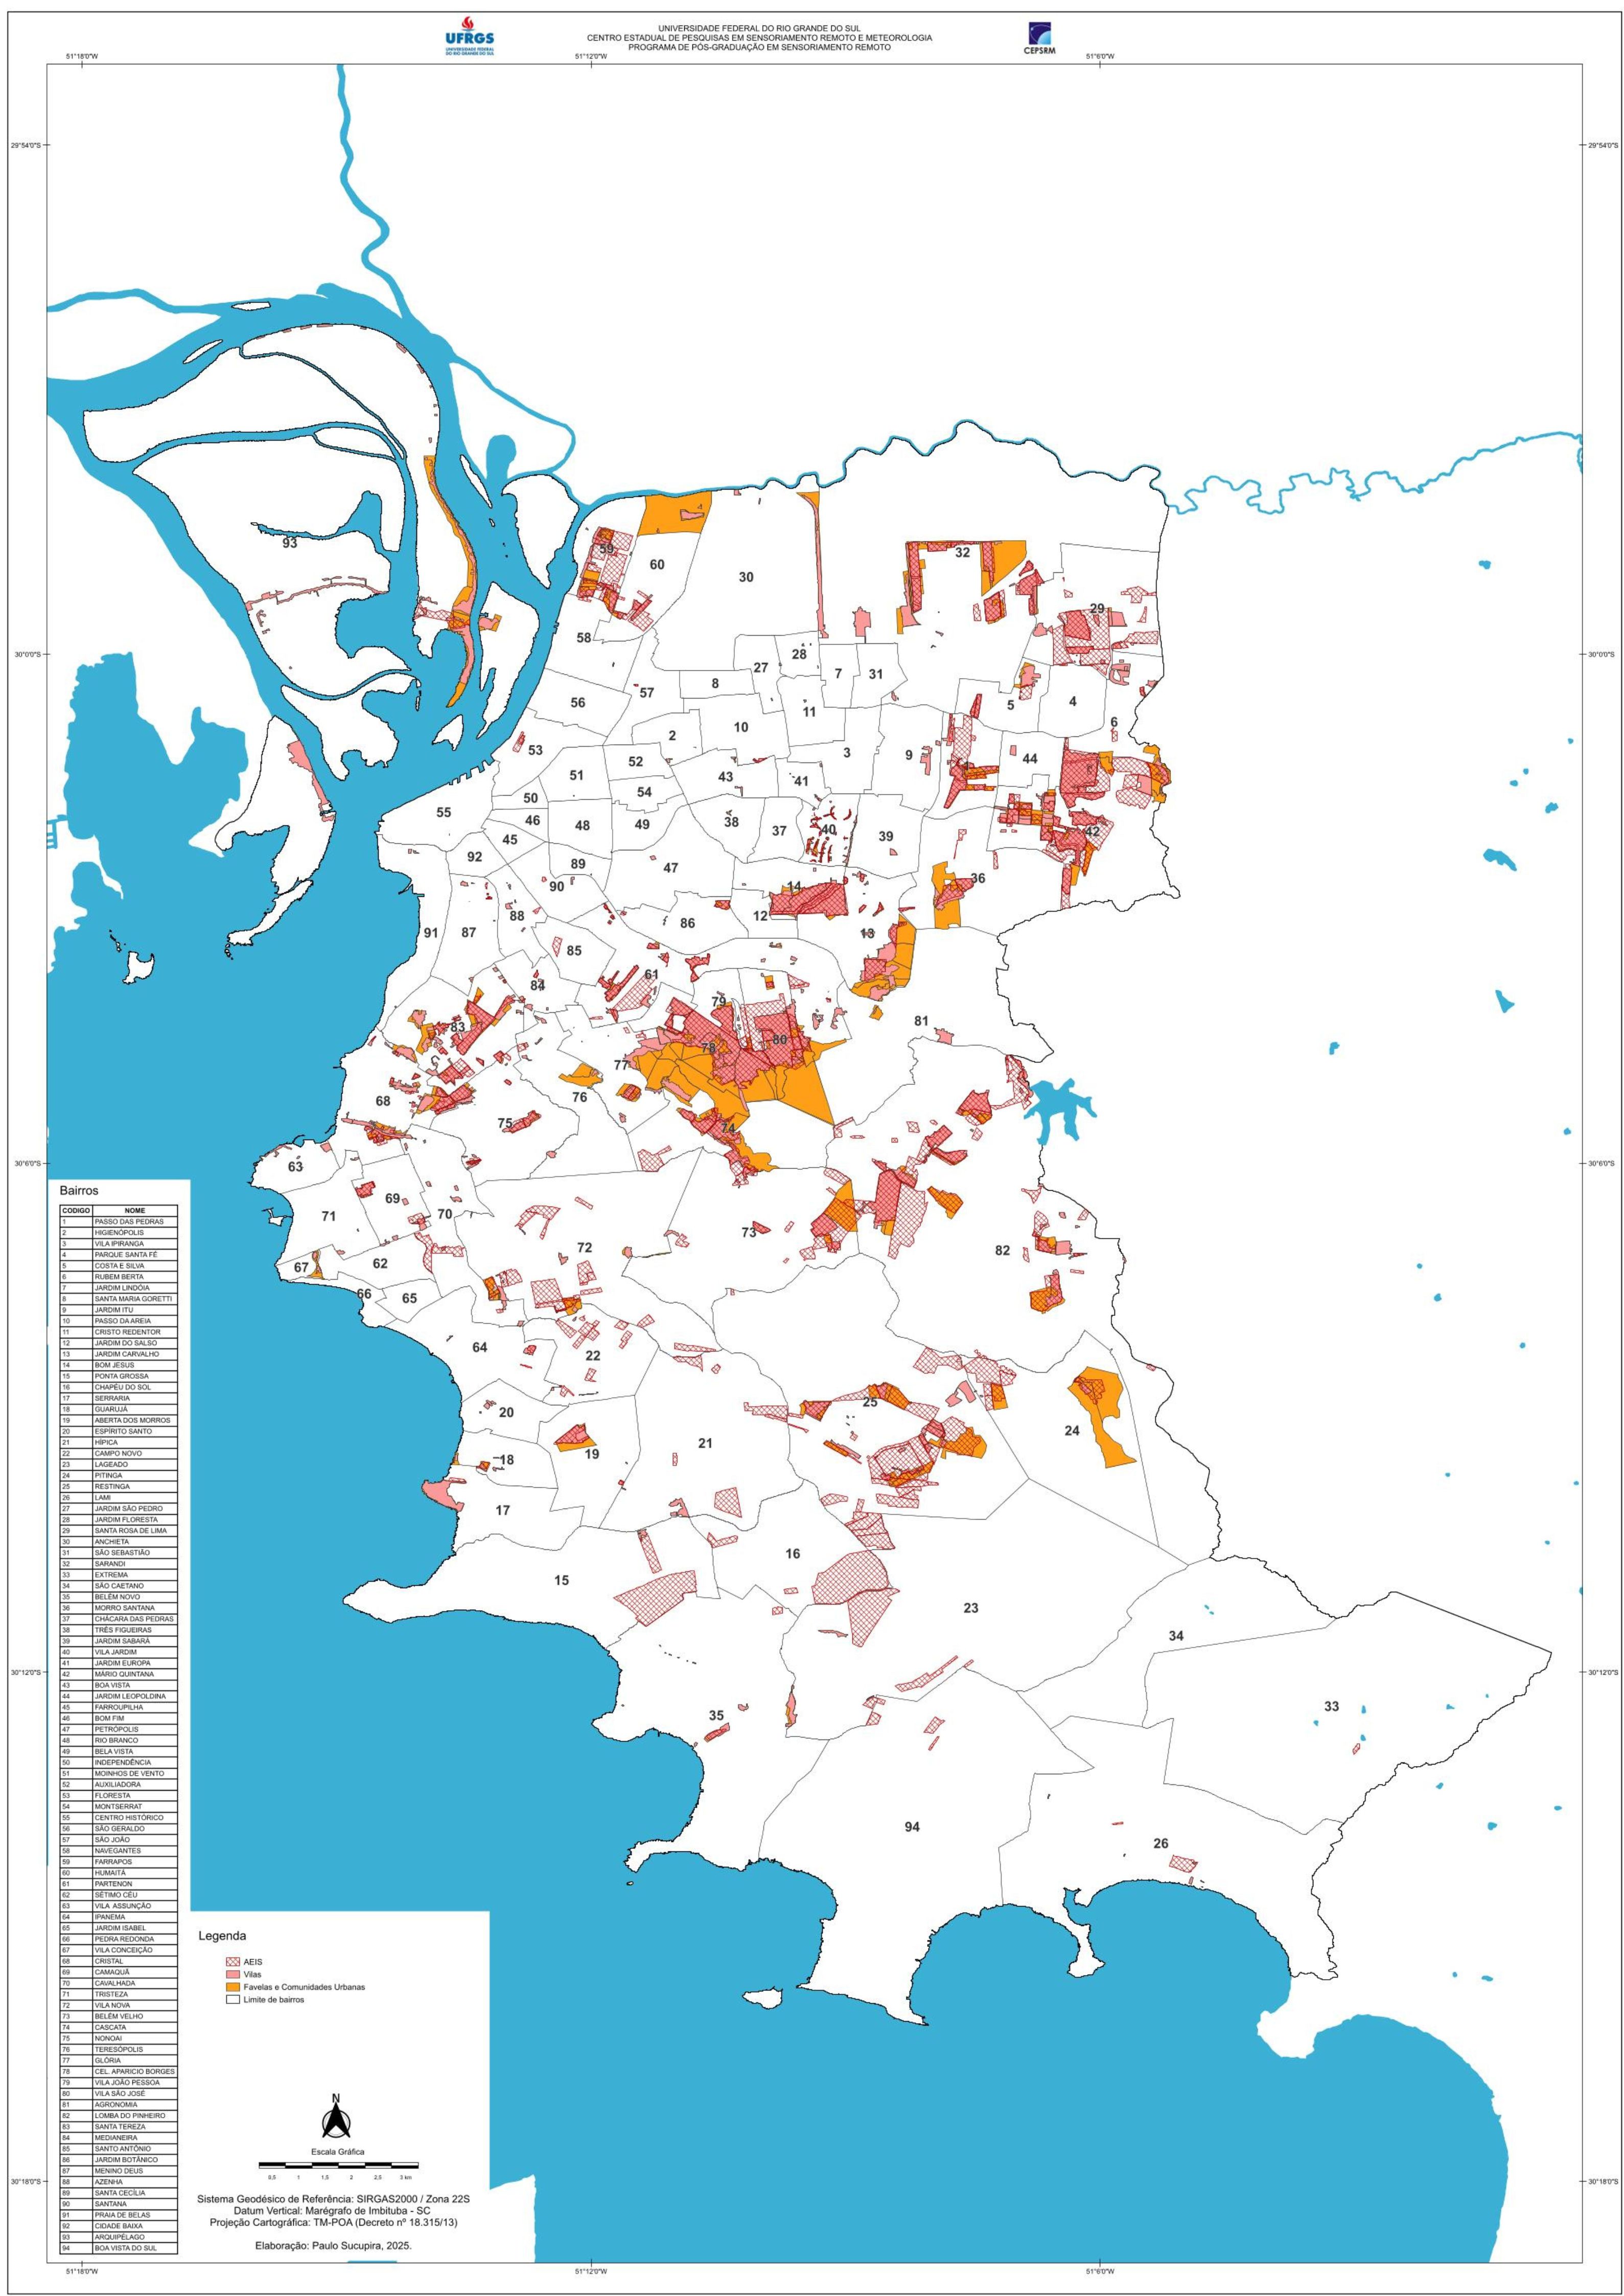 UFRGS
UNIVERSIDADE FEDERAL
DO RIO GRANDE DO SUL
UNIVERSIDADE FEDERAL DO RIO GRANDE DO SUL
CENTRO ESTADUAL DE PESQUISAS EM SENSORIAMENTO REMOTO E METEOROLOGIA
PROGRAMA DE PÓS-GRADUAÇÃO EM SENSORIAMENTO REMOTO
CEPSRM
51°18'0"W 51°12'0"W 51°6'0"W
29°54'0"S 29°54'0"S
93
59
60
30
32
29
58
28
27
7
31
8
57
56
11
5
4
30°0'0"S 30°0'0"S
6
2
10
53
3
9
52
44
51
43
41
54
50
55
46
48
49
38
37
40
39
42
45
92
89
47
90
14
36
88
12
86
91
87
13
85
61
84
79
83
81
80
78
77
76
68
75
74
63
30°6'0"S 30°6'0"S
69
71
70
73
72
82
62
67
66
65
64
22
25
20
24
21
19
18
17
16
15
23
34
30°12'0"S 30°12'0"S
33
35
94
26
Bairros
CODIGO NOME
1 PASSO DAS PEDRAS
2 HIGIENÓPOLIS
3 VILA IPIRANGA
4 PARQUE SANTA FÉ
5 COSTA E SILVA
6 RUBEM BERTA
7 JARDIM LINDÓIA
8 SANTA MARIA GORETTI
9 JARDIM ITU
10 PASSO DA AREIA
11 CRISTO REDENTOR
12 JARDIM DO SALSO
13 JARDIM CARVALHO
14 BOM JESUS
15 PONTA GROSSA
16 CHAPÉU DO SOL
17 SERRARIA
18 GUARUJÁ
19 ABERTA DOS MORROS
20 ESPÍRITO SANTO
21 HÍPICA
22 CAMPO NOVO
23 LAGEADO
24 PITINGA
25 RESTINGA
26 LAMI
27 JARDIM SÃO PEDRO
28 JARDIM FLORESTA
29 SANTA ROSA DE LIMA
30 ANCHIETA
31 SÃO SEBASTIÃO
32 SARANDI
33 EXTREMA
34 SÃO CAETANO
35 BELÉM NOVO
36 MORRO SANTANA
37 CHÁCARA DAS PEDRAS
38 TRÊS FIGUEIRAS
39 JARDIM SABARÁ
40 VILA JARDIM
41 JARDIM EUROPA
42 MÁRIO QUINTANA
43 BOA VISTA
44 JARDIM LEOPOLDINA
45 FARROUPILHA
46 BOM FIM
47 PETRÓPOLIS
48 RIO BRANCO
49 BELA VISTA
50 INDEPENDÊNCIA
51 MOINHOS DE VENTO
52 AUXILIADORA
53 FLORESTA
54 MONTSERRAT
55 CENTRO HISTÓRICO
56 SÃO GERALDO
57 SÃO JOÃO
58 NAVEGANTES
59 FARRAPOS
60 HUMAITÁ
61 PARTENON
62 SÉTIMO CÉU
63 VILA ASSUNÇÃO
64 IPANEMA
65 JARDIM ISABEL
66 PEDRA REDONDA
67 VILA CONCEIÇÃO
68 CRISTAL
69 CAMAQUÃ
70 CAVALHADA
71 TRISTEZA
72 VILA NOVA
73 BELÉM VELHO
74 CASCATA
75 NONOAI
76 TERESÓPOLIS
77 GLÓRIA
78 CEL. APARICIO BORGES
79 VILA JOÃO PESSOA
80 VILA SÃO JOSÉ
81 AGRONOMIA
82 LOMBA DO PINHEIRO
83 SANTA TEREZA
84 MEDIANEIRA
85 SANTO ANTÔNIO
86 JARDIM BOTÂNICO
87 MENINO DEUS
88 AZENHA
89 SANTA CECÍLIA
90 SANTANA
91 PRAIA DE BELAS
92 CIDADE BAIXA
93 ARQUIPÉLAGO
94 BOA VISTA DO SUL
Legenda
AEIS
Vilas
Favelas e Comunidades Urbanas
Limite de bairros
N
Escala Gráfica
0,5 1 1,5 2 2,5 3 km
Sistema Geodésico de Referência: SIRGAS2000 / Zona 22S
Datum Vertical: Marégrafo de Imbituba - SC
Projeção Cartográfica: TM-POA (Decreto nº 18.315/13)
Elaboração: Paulo Sucupira, 2025.
30°18'0"S 30°18'0"S
51°18'0"W 51°12'0"W 51°6'0"W